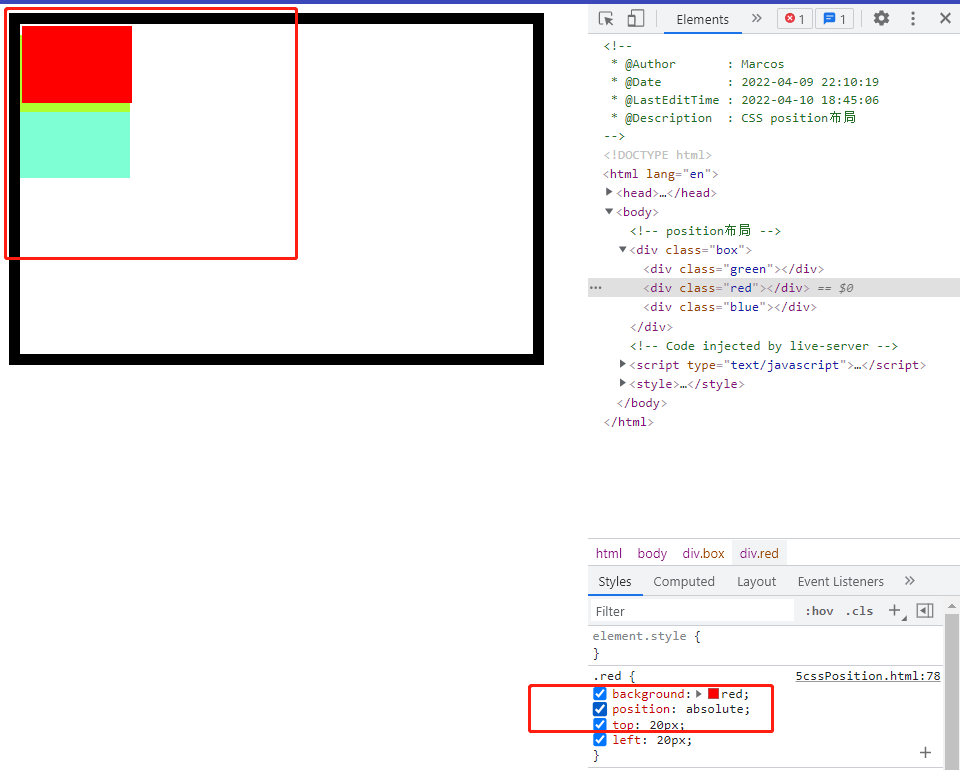 Elements » 1 1
<!--
* @Author : Marcos
* @Date : 2022-04-09 22:10:19
* @LastEditTime : 2022-04-10 18:45:06
* @Description : CSS position布局
-->
<!DOCTYPE html>
<html lang="en">
<head>…</head>
<body>
<!-- position布局 -->
<div class="box">
<div class="green"></div>
<div class="red"></div> == $0
<div class="blue"></div>
</div>
<!-- Code injected by live-server -->
<script type="text/javascript">…</script>
<style>…</style>
</body>
</html>
html body div.box div.red
Styles Computed Layout Event Listeners »
Filter :hov .cls +
element.style {
}
.red { 5cssPosition.html:78
background: red;
position: absolute;
top: 20px;
left: 20px;
}